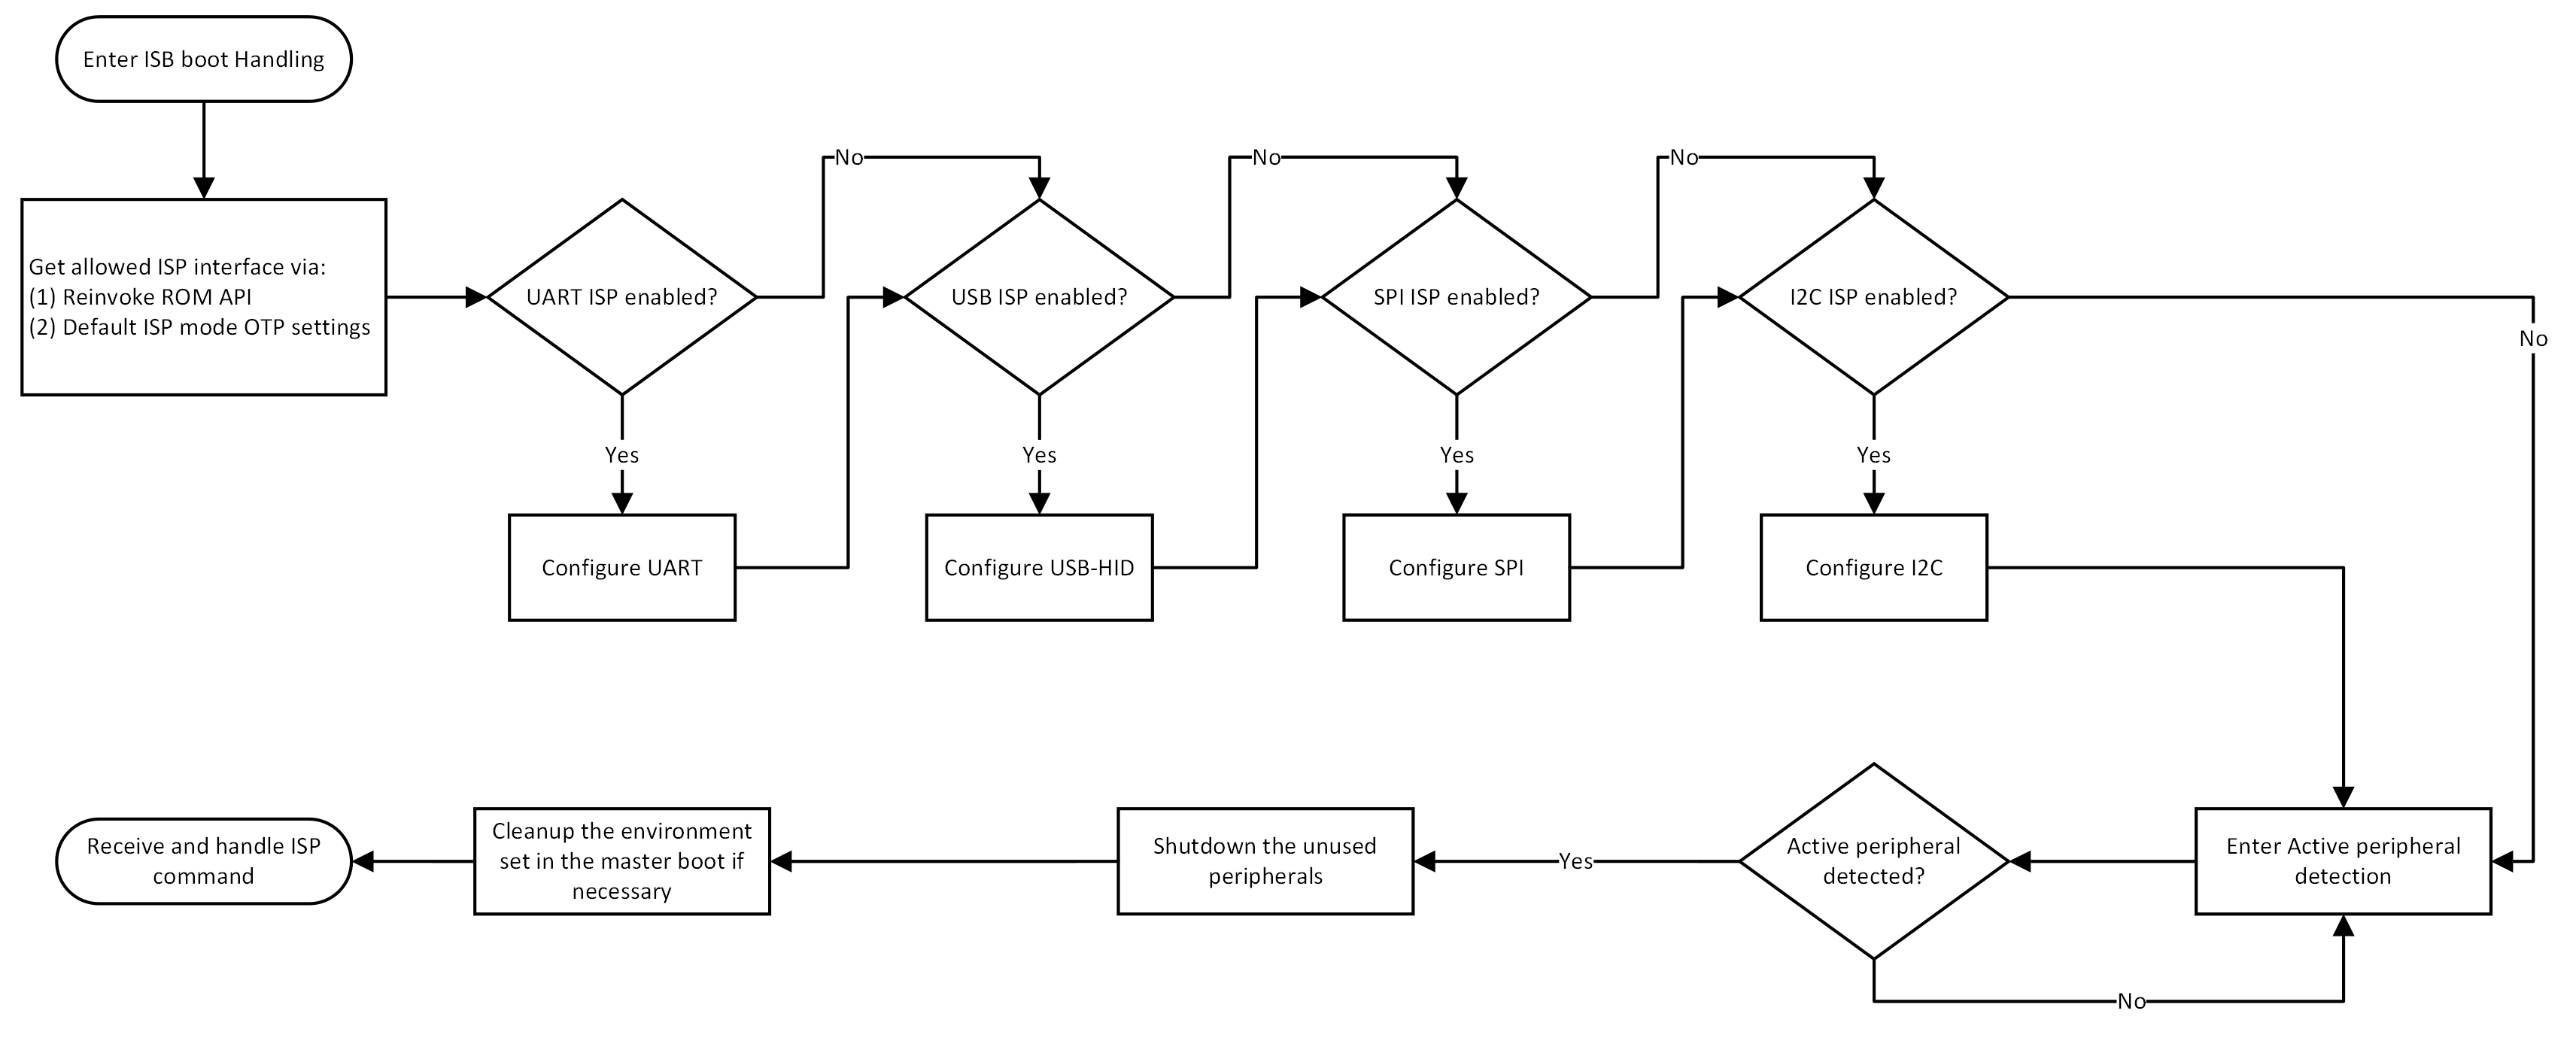 Enter ISB boot Handling
No
No
No
Get allowed ISP interface via:
(1) Reinvoke ROM API
(2) Default ISP mode OTP settings
UART ISP enabled?
USB ISP enabled?
SPI ISP enabled?
I2C ISP enabled?
No
Yes
Yes
Yes
Yes
Configure UART
Configure USB-HID
Configure SPI
Configure I2C
Receive and handle ISP
command
Cleanup the environment
set in the master boot if
necessary
Shutdown the unused
peripherals
Yes
Active peripheral
detected?
Enter Active peripheral
detection
No